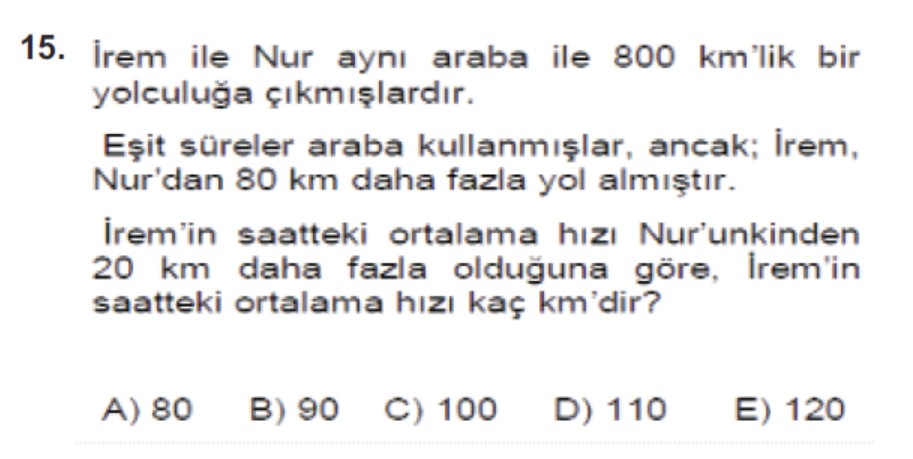 15. İrem ile Nur aynı araba ile 800 km'lik bir
yolculuğa çıkmışlardır.
Eşit süreler araba kullanmışlar, ancak; İrem,
Nur'dan 80 km daha fazla yol almıştır.
İrem'in saatteki ortalama hızı Nur'unkinden
20 km daha fazla olduğuna göre, İrem'in
saatteki ortalama hızı kaç km'dir?
A) 80 B) 90 C) 100 D) 110 E) 120